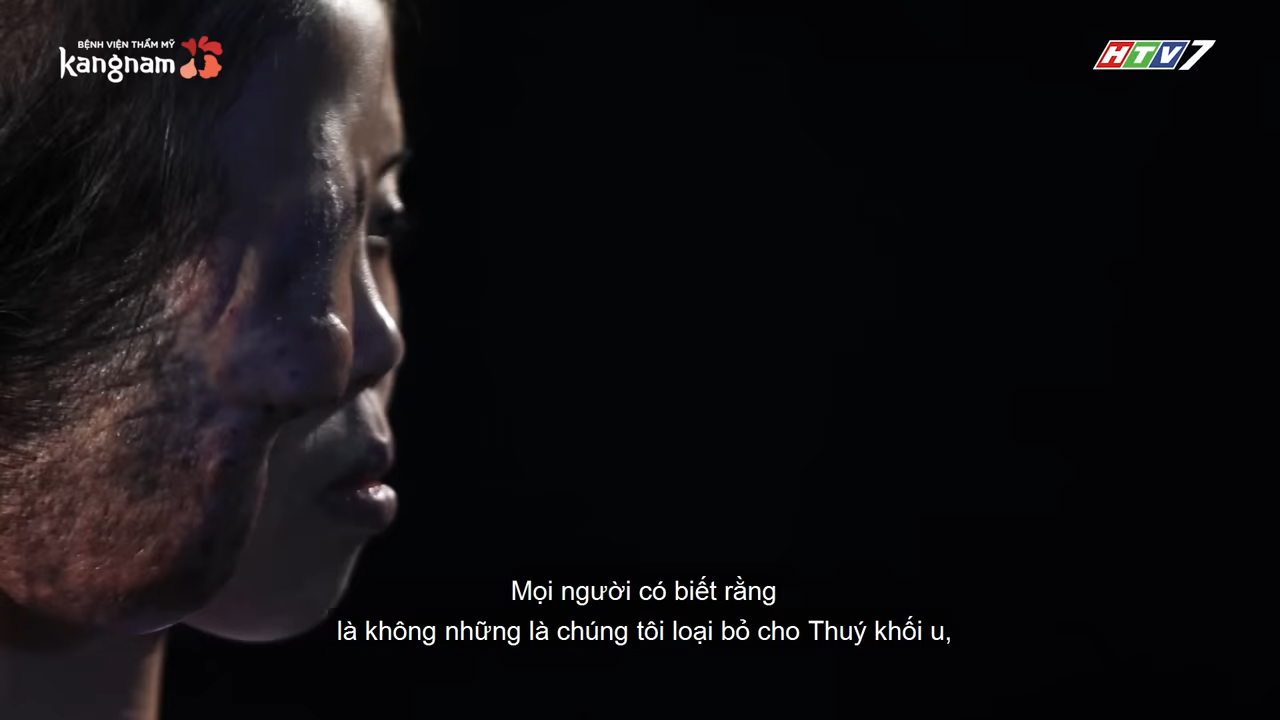 BỆNH VIỆN THẨM MỸ
kangnam
HTV7
Mọi người có biết rằng
là không những là chúng tôi loại bỏ cho Thuý khối u,